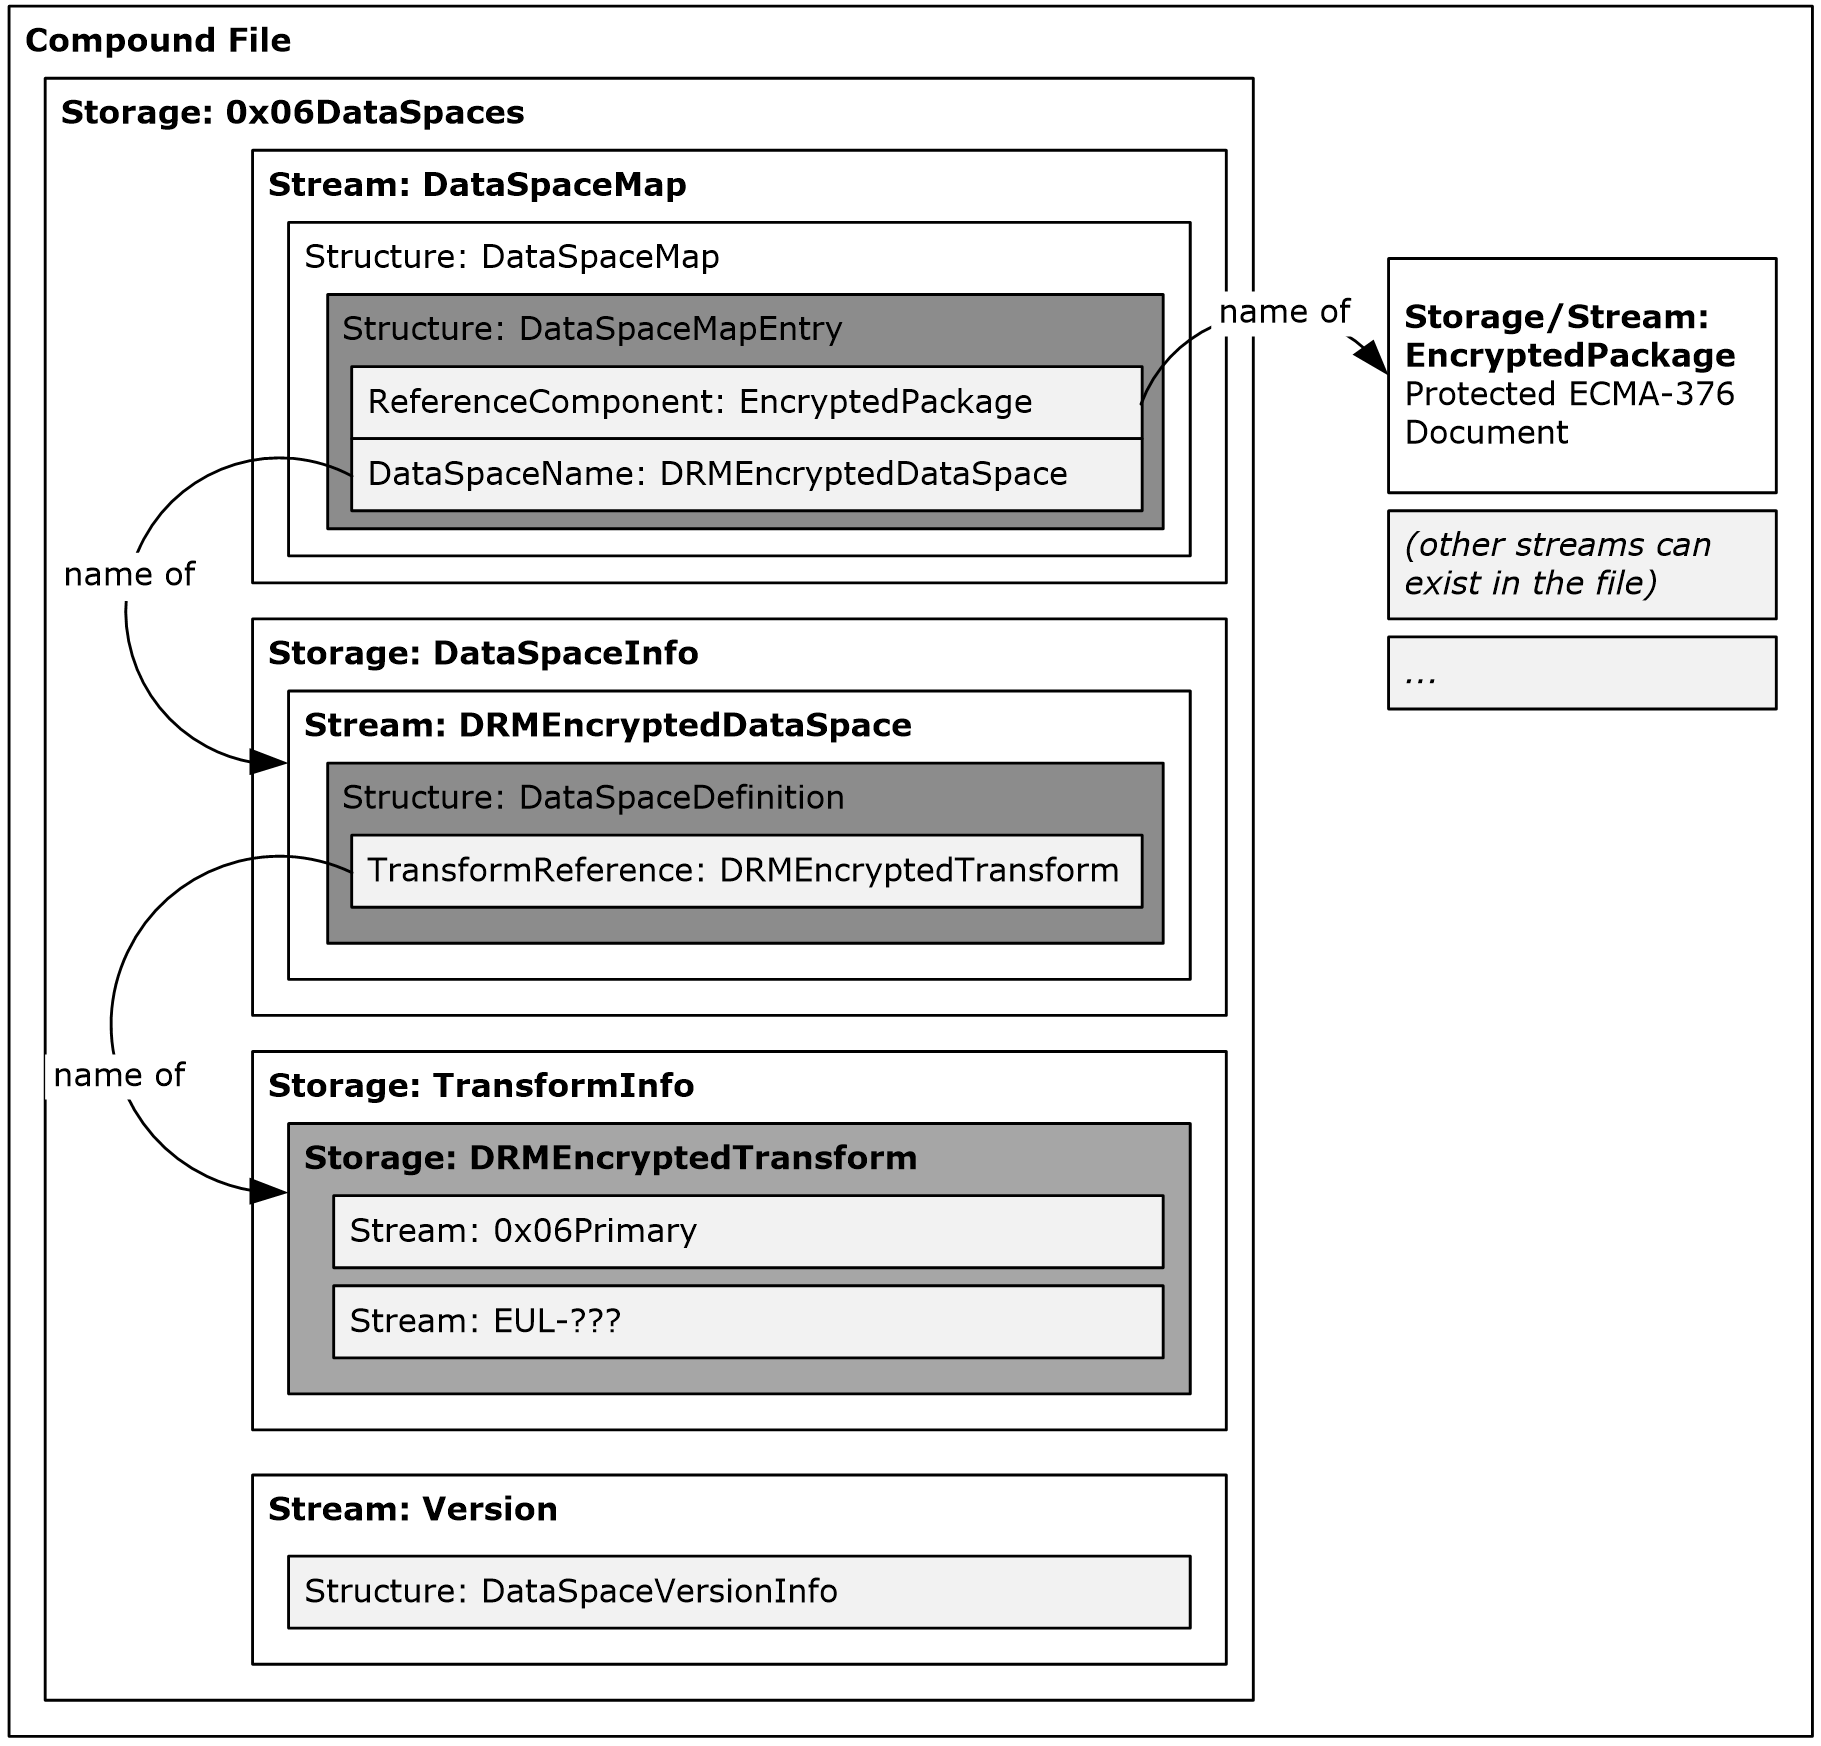 Compound File
Storage: 0x06DataSpaces
Stream: DataSpaceMap
Structure: DataSpaceMap
Structure: DataSpaceMapEntry
ReferenceComponent: EncryptedPackage
DataSpaceName: DRMEncryptedDataSpace
name of
Storage/Stream:
EncryptedPackage
Protected ECMA-376
Document
(other streams can
exist in the file)
...
name of
Storage: DataSpaceInfo
Stream: DRMEncryptedDataSpace
Structure: DataSpaceDefinition
TransformReference: DRMEncryptedTransform
name of
Storage: TransformInfo
Storage: DRMEncryptedTransform
Stream: 0x06Primary
Stream: EUL-???
Stream: Version
Structure: DataSpaceVersionInfo